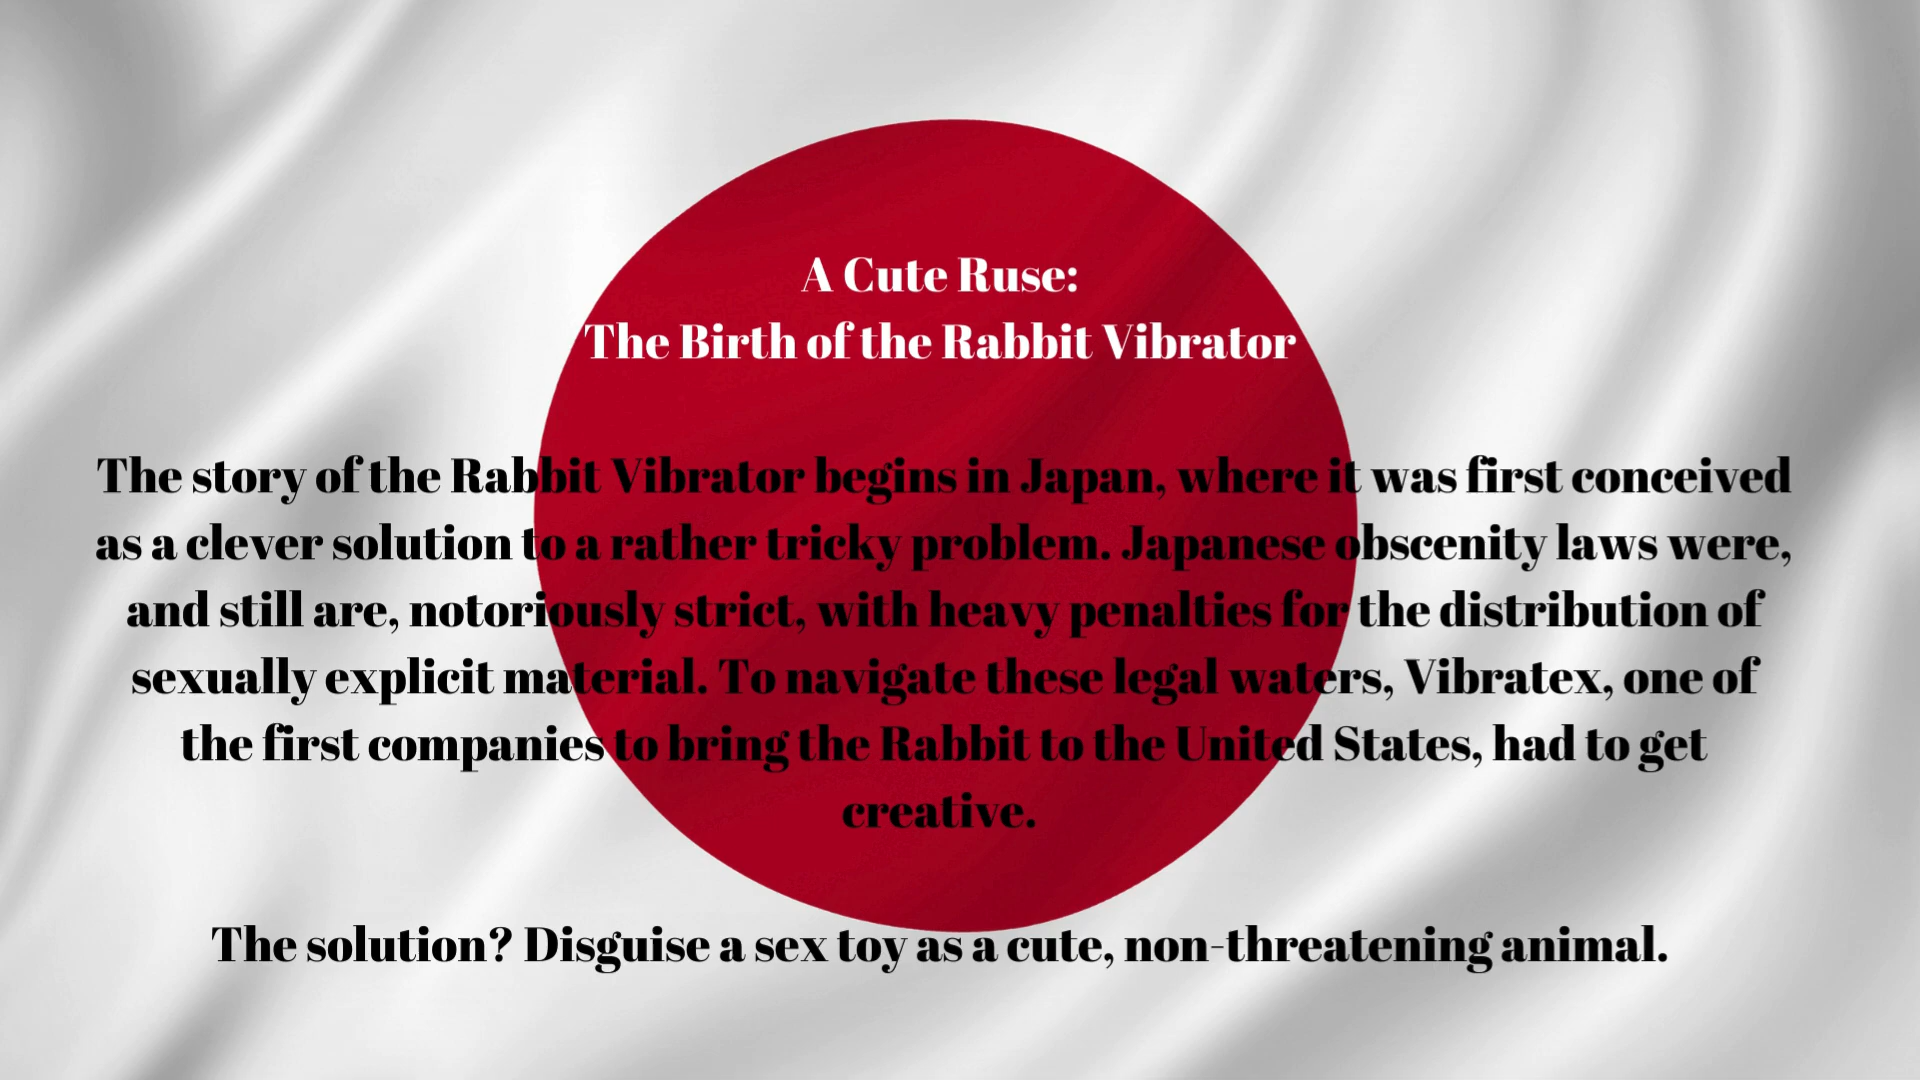 A Cute Ruse:
The Birth of the Rabbit Vibrator
The story of the Rabbit Vibrator begins in Japan, where it was first conceived
as a clever solution to a rather tricky problem. Japanese obscenity laws were,
and still are, notoriously strict, with heavy penalties for the distribution of
sexually explicit material. To navigate these legal waters, Vibratex, one of
the first companies to bring the Rabbit to the United States, had to get
creative.
The solution? Disguise a sex toy as a cute, non-threatening animal.